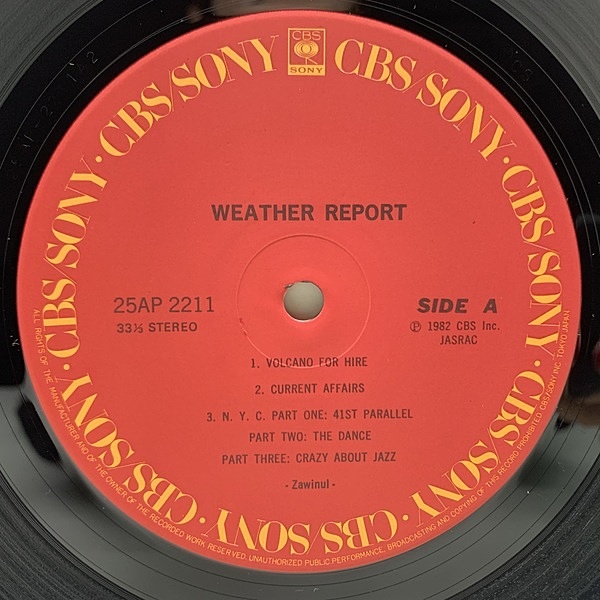 CBS/SONY · CBS/SONY · CBS/SONY · CBS/SONY · CBS/SONY · CBS/SONY · CBS/SONY · CBS/SONY
CBS
SONY
WEATHER REPORT
25AP 2211
33⅓ STEREO
SIDE A
Ⓟ 1982 CBS Inc.
JASRAC
1. VOLCANO FOR HIRE
2. CURRENT AFFAIRS
3. N. Y. C. PART ONE: 41ST PARALLEL
PART TWO: THE DANCE
PART THREE: CRAZY ABOUT JAZZ
- Zawinul -
ALL RIGHTS OF THE MANUFACTURER AND OF THE OWNER OF THE RECORDED WORK RESERVED. UNAUTHORIZED PUBLIC PERFORMANCE, BROADCASTING AND COPYING OF THIS RECORD PROHIBITED. CBS/SONY INC. TOKYO JAPAN